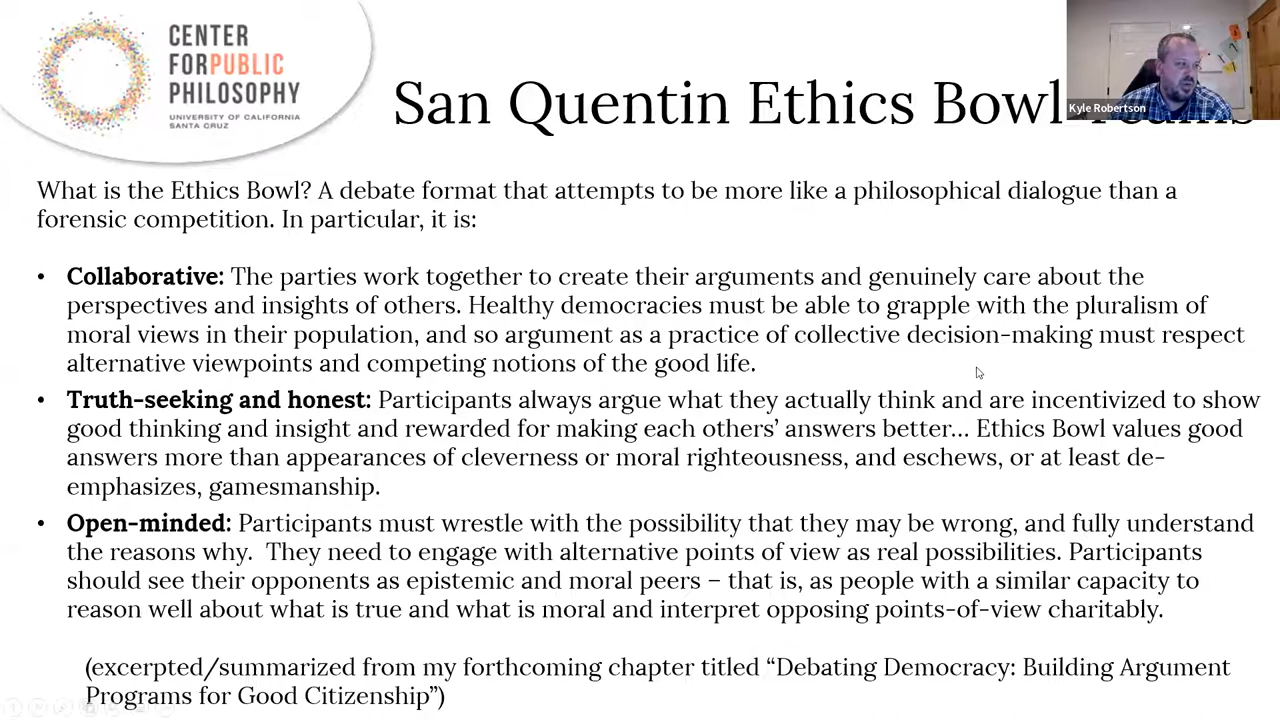 CENTER
FORPUBLIC
PHILOSOPHY
UNIVERSITY OF CALIFORNIA
SANTA CRUZ
San Quentin Ethics Bowl
Kyle Robertson
What is the Ethics Bowl? A debate format that attempts to be more like a philosophical dialogue than a
forensic competition. In particular, it is:
• Collaborative: The parties work together to create their arguments and genuinely care about the
perspectives and insights of others. Healthy democracies must be able to grapple with the pluralism of
moral views in their population, and so argument as a practice of collective decision-making must respect
alternative viewpoints and competing notions of the good life.
• Truth-seeking and honest: Participants always argue what they actually think and are incentivized to show
good thinking and insight and rewarded for making each others’ answers better… Ethics Bowl values good
answers more than appearances of cleverness or moral righteousness, and eschews, or at least de-
emphasizes, gamesmanship.
• Open-minded: Participants must wrestle with the possibility that they may be wrong, and fully understand
the reasons why. They need to engage with alternative points of view as real possibilities. Participants
should see their opponents as epistemic and moral peers – that is, as people with a similar capacity to
reason well about what is true and what is moral and interpret opposing points-of-view charitably.
(excerpted/summarized from my forthcoming chapter titled “Debating Democracy: Building Argument
Programs for Good Citizenship”)